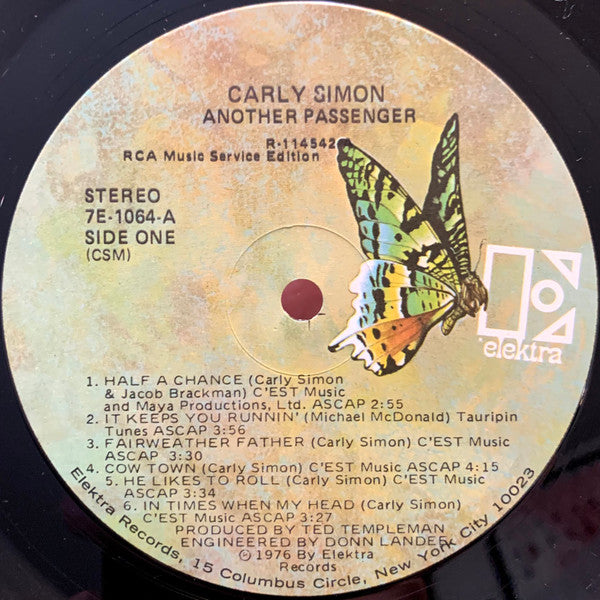 CARLY SIMON
ANOTHER PASSENGER
R-114542
RCA Music Service Edition
STEREO
7E-1064-A
SIDE ONE
(CSM)
elektra
1. HALF A CHANCE (Carly Simon
& Jacob Brackman) C'EST Music
and Maya Productions, Ltd. ASCAP 2:55
2. IT KEEPS YOU RUNNIN' (Michael McDonald) Tauripin
Tunes ASCAP 3:56
3. FAIRWEATHER FATHER (Carly Simon) C'EST Music
ASCAP 3:30
4. COW TOWN (Carly Simon) C'EST Music ASCAP 4:15
5. HE LIKES TO ROLL (Carly Simon) C'EST Music
ASCAP 3:34
6. IN TIMES WHEN MY HEAD (Carly Simon)
C'EST Music ASCAP 3:27
PRODUCED BY TED TEMPLEMAN
ENGINEERED BY DONN LANDEE
℗ 1976 By Elektra
Records
Elektra Records, 15 Columbus Circle, New York City 10023